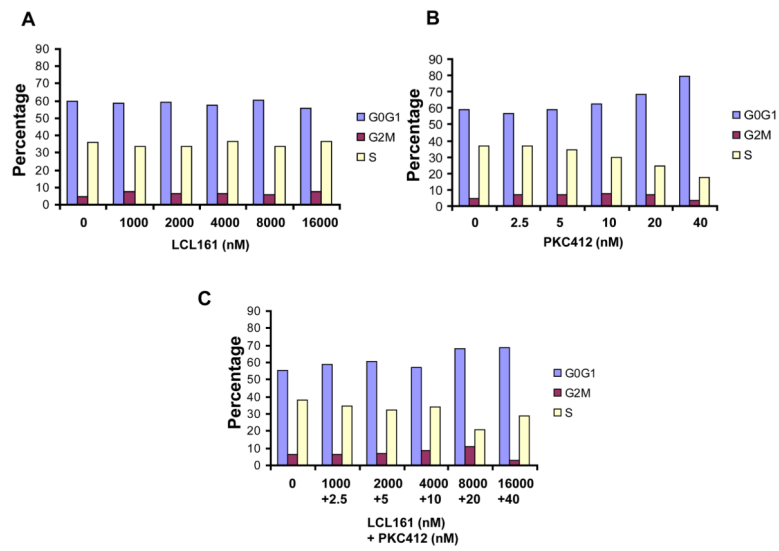 A
90
80
70
60
50
40
30
20
10
0
Percentage
0 1000 2000 4000 8000 16000
LCL161 (nM)
G0G1
G2M
S
B
90
80
70
60
50
40
30
20
10
0
Percentage
0 2.5 5 10 20 40
PKC412 (nM)
G0G1
G2M
S
C
90
80
70
60
50
40
30
20
10
0
Percentage
0 1000 2000 4000 8000 16000
+2.5 +5 +10 +20 +40
LCL161 (nM)
+ PKC412 (nM)
G0G1
G2M
S